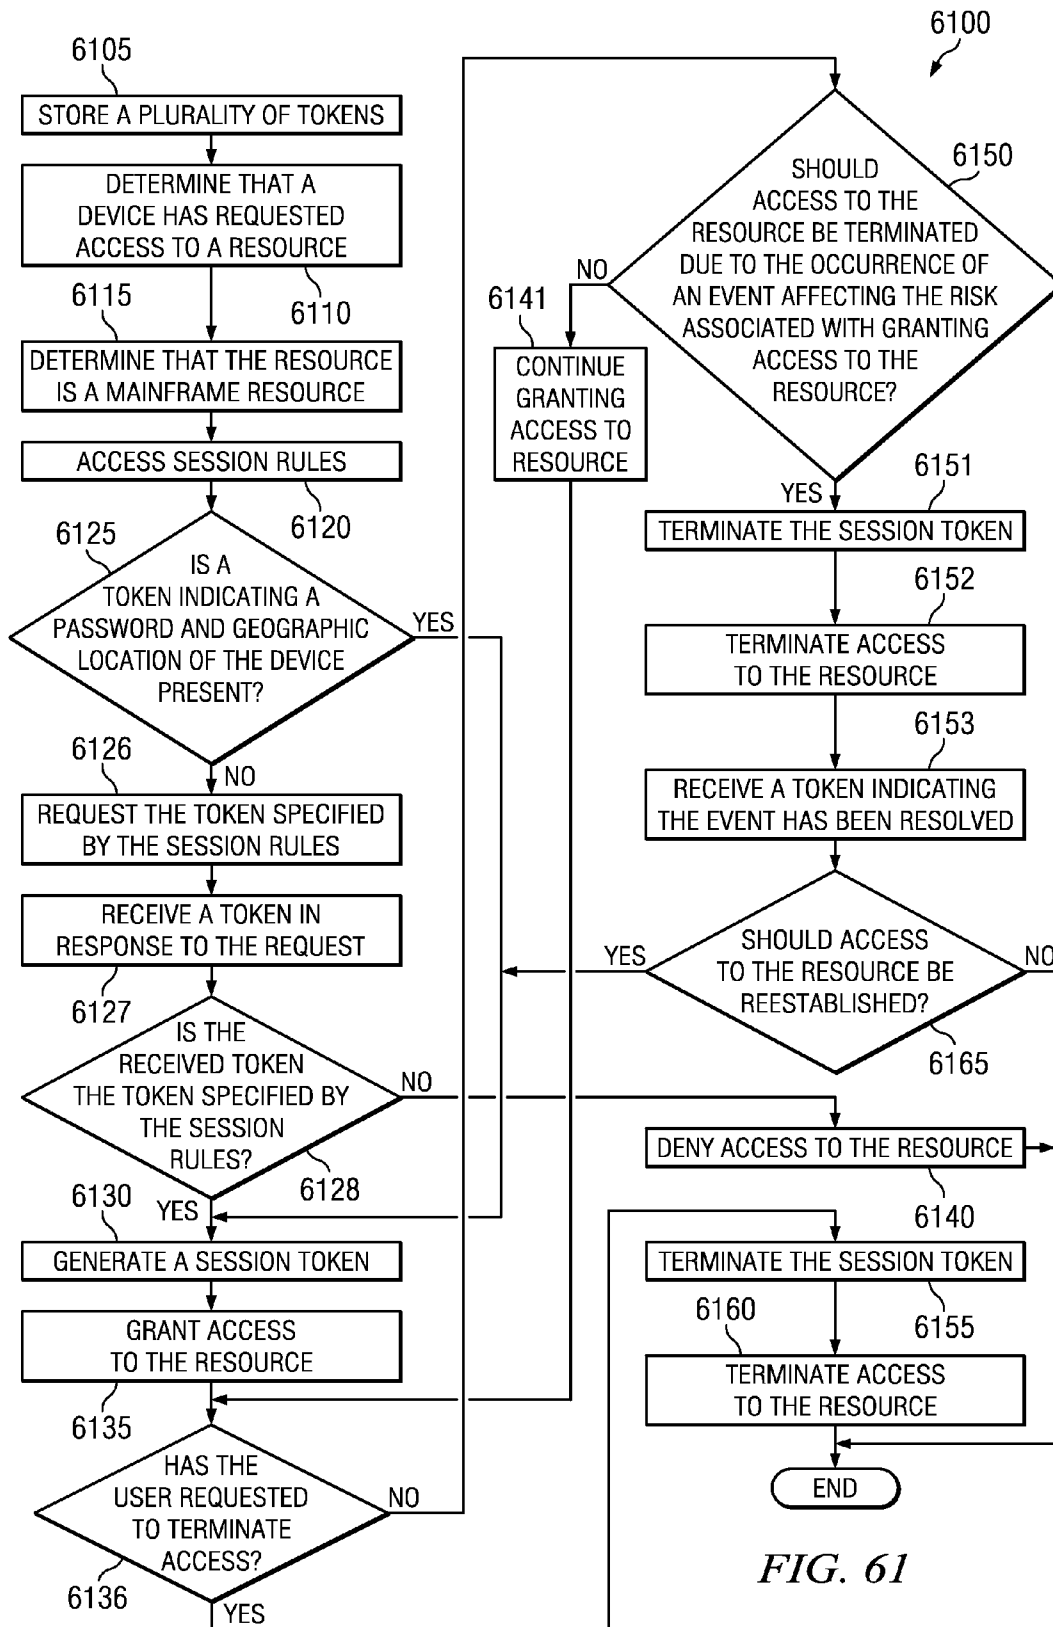 6100
6105
STORE A PLURALITY OF TOKENS
DETERMINE THAT A
DEVICE HAS REQUESTED
ACCESS TO A RESOURCE
6110
6115
DETERMINE THAT THE RESOURCE
IS A MAINFRAME RESOURCE
ACCESS SESSION RULES
6120
6125
IS A
TOKEN INDICATING A
PASSWORD AND GEOGRAPHIC
LOCATION OF THE DEVICE
PRESENT?
YES
NO
6126
REQUEST THE TOKEN SPECIFIED
BY THE SESSION RULES
RECEIVE A TOKEN IN
RESPONSE TO THE REQUEST
6127
IS THE
RECEIVED TOKEN
THE TOKEN SPECIFIED BY
THE SESSION
RULES?
NO
6128
YES
6130
GENERATE A SESSION TOKEN
GRANT ACCESS
TO THE RESOURCE
6135
HAS THE
USER REQUESTED
TO TERMINATE
ACCESS?
NO
6136
YES
6150
SHOULD
ACCESS TO THE
RESOURCE BE TERMINATED
DUE TO THE OCCURRENCE OF
AN EVENT AFFECTING THE RISK
ASSOCIATED WITH GRANTING
ACCESS TO THE
RESOURCE?
NO
6141
CONTINUE
GRANTING
ACCESS TO
RESOURCE
YES
6151
TERMINATE THE SESSION TOKEN
6152
TERMINATE ACCESS
TO THE RESOURCE
6153
RECEIVE A TOKEN INDICATING
THE EVENT HAS BEEN RESOLVED
YES
SHOULD ACCESS
TO THE RESOURCE BE
REESTABLISHED?
NO
6165
DENY ACCESS TO THE RESOURCE
6140
TERMINATE THE SESSION TOKEN
6155
6160
TERMINATE ACCESS
TO THE RESOURCE
END
FIG. 61